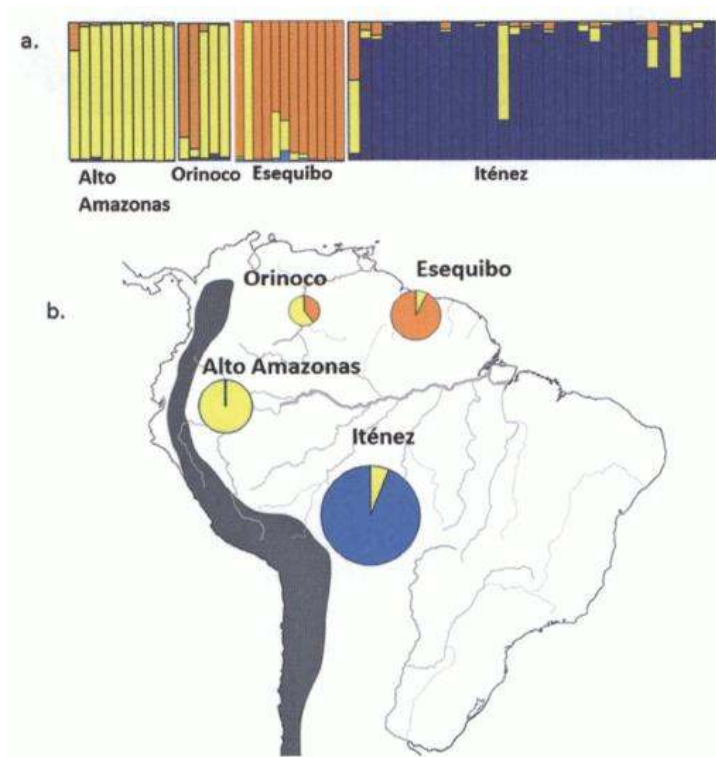 a.
Alto
Amazonas
Orinoco
Esequibo
Iténez
b.
Orinoco
Esequibo
Alto Amazonas
Iténez